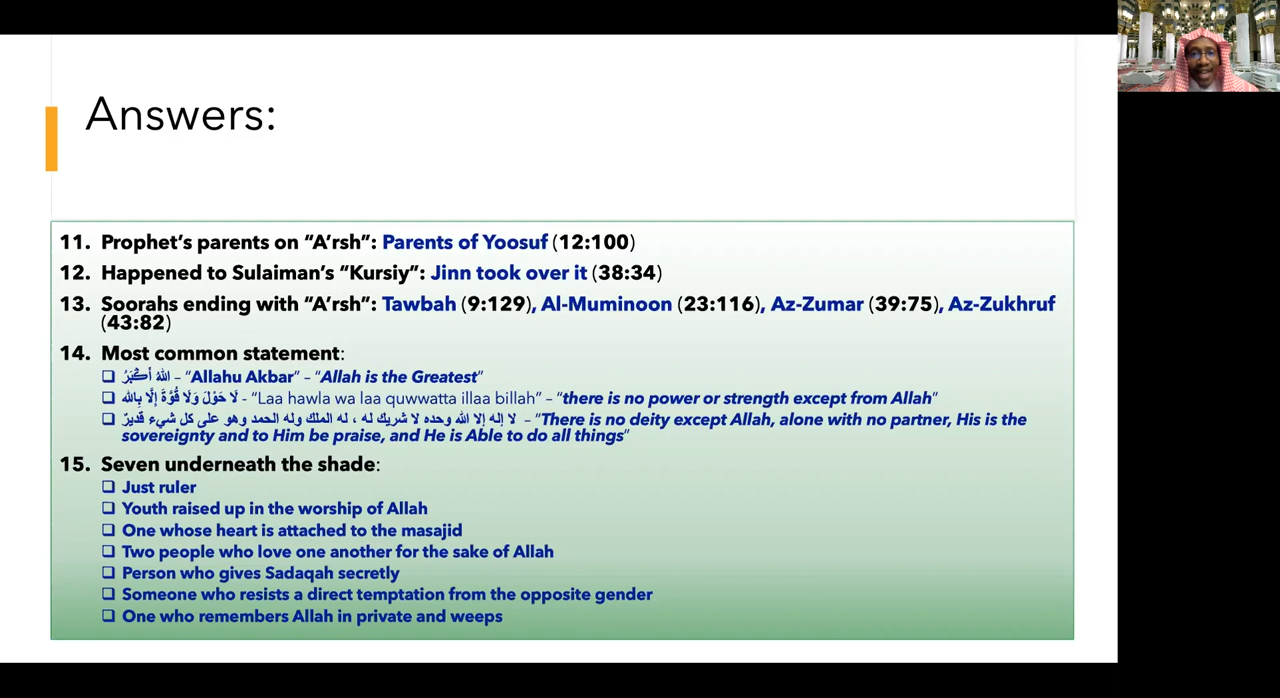 Answers:
11. Prophet's parents on "A'rsh": Parents of Yoosuf (12:100)
12. Happened to Sulaiman's "Kursiy": Jinn took over it (38:34)
13. Soorahs ending with "A'rsh": Tawbah (9:129), Al-Muminoon (23:116), Az-Zumar (39:75), Az-Zukhruf
(43:82)
14. Most common statement:
❑ اللهُ أَكْبَرُ – "Allahu Akbar" – "Allah is the Greatest"
❑ لَا حَوْلَ وَلَا قُوَّةَ إِلَّا بِاللهِ - "Laa hawla wa laa quwwatta illaa billah" – "there is no power or strength except from Allah"
❑ لا إله إلا الله وحده لا شريك له ، له الملك وله الحمد وهو على كل شيء قديرٌ – "There is no deity except Allah, alone with no partner, His is the
sovereignty and to Him be praise, and He is Able to do all things"
15. Seven underneath the shade:
❑ Just ruler
❑ Youth raised up in the worship of Allah
❑ One whose heart is attached to the masajid
❑ Two people who love one another for the sake of Allah
❑ Person who gives Sadaqah secretly
❑ Someone who resists a direct temptation from the opposite gender
❑ One who remembers Allah in private and weeps